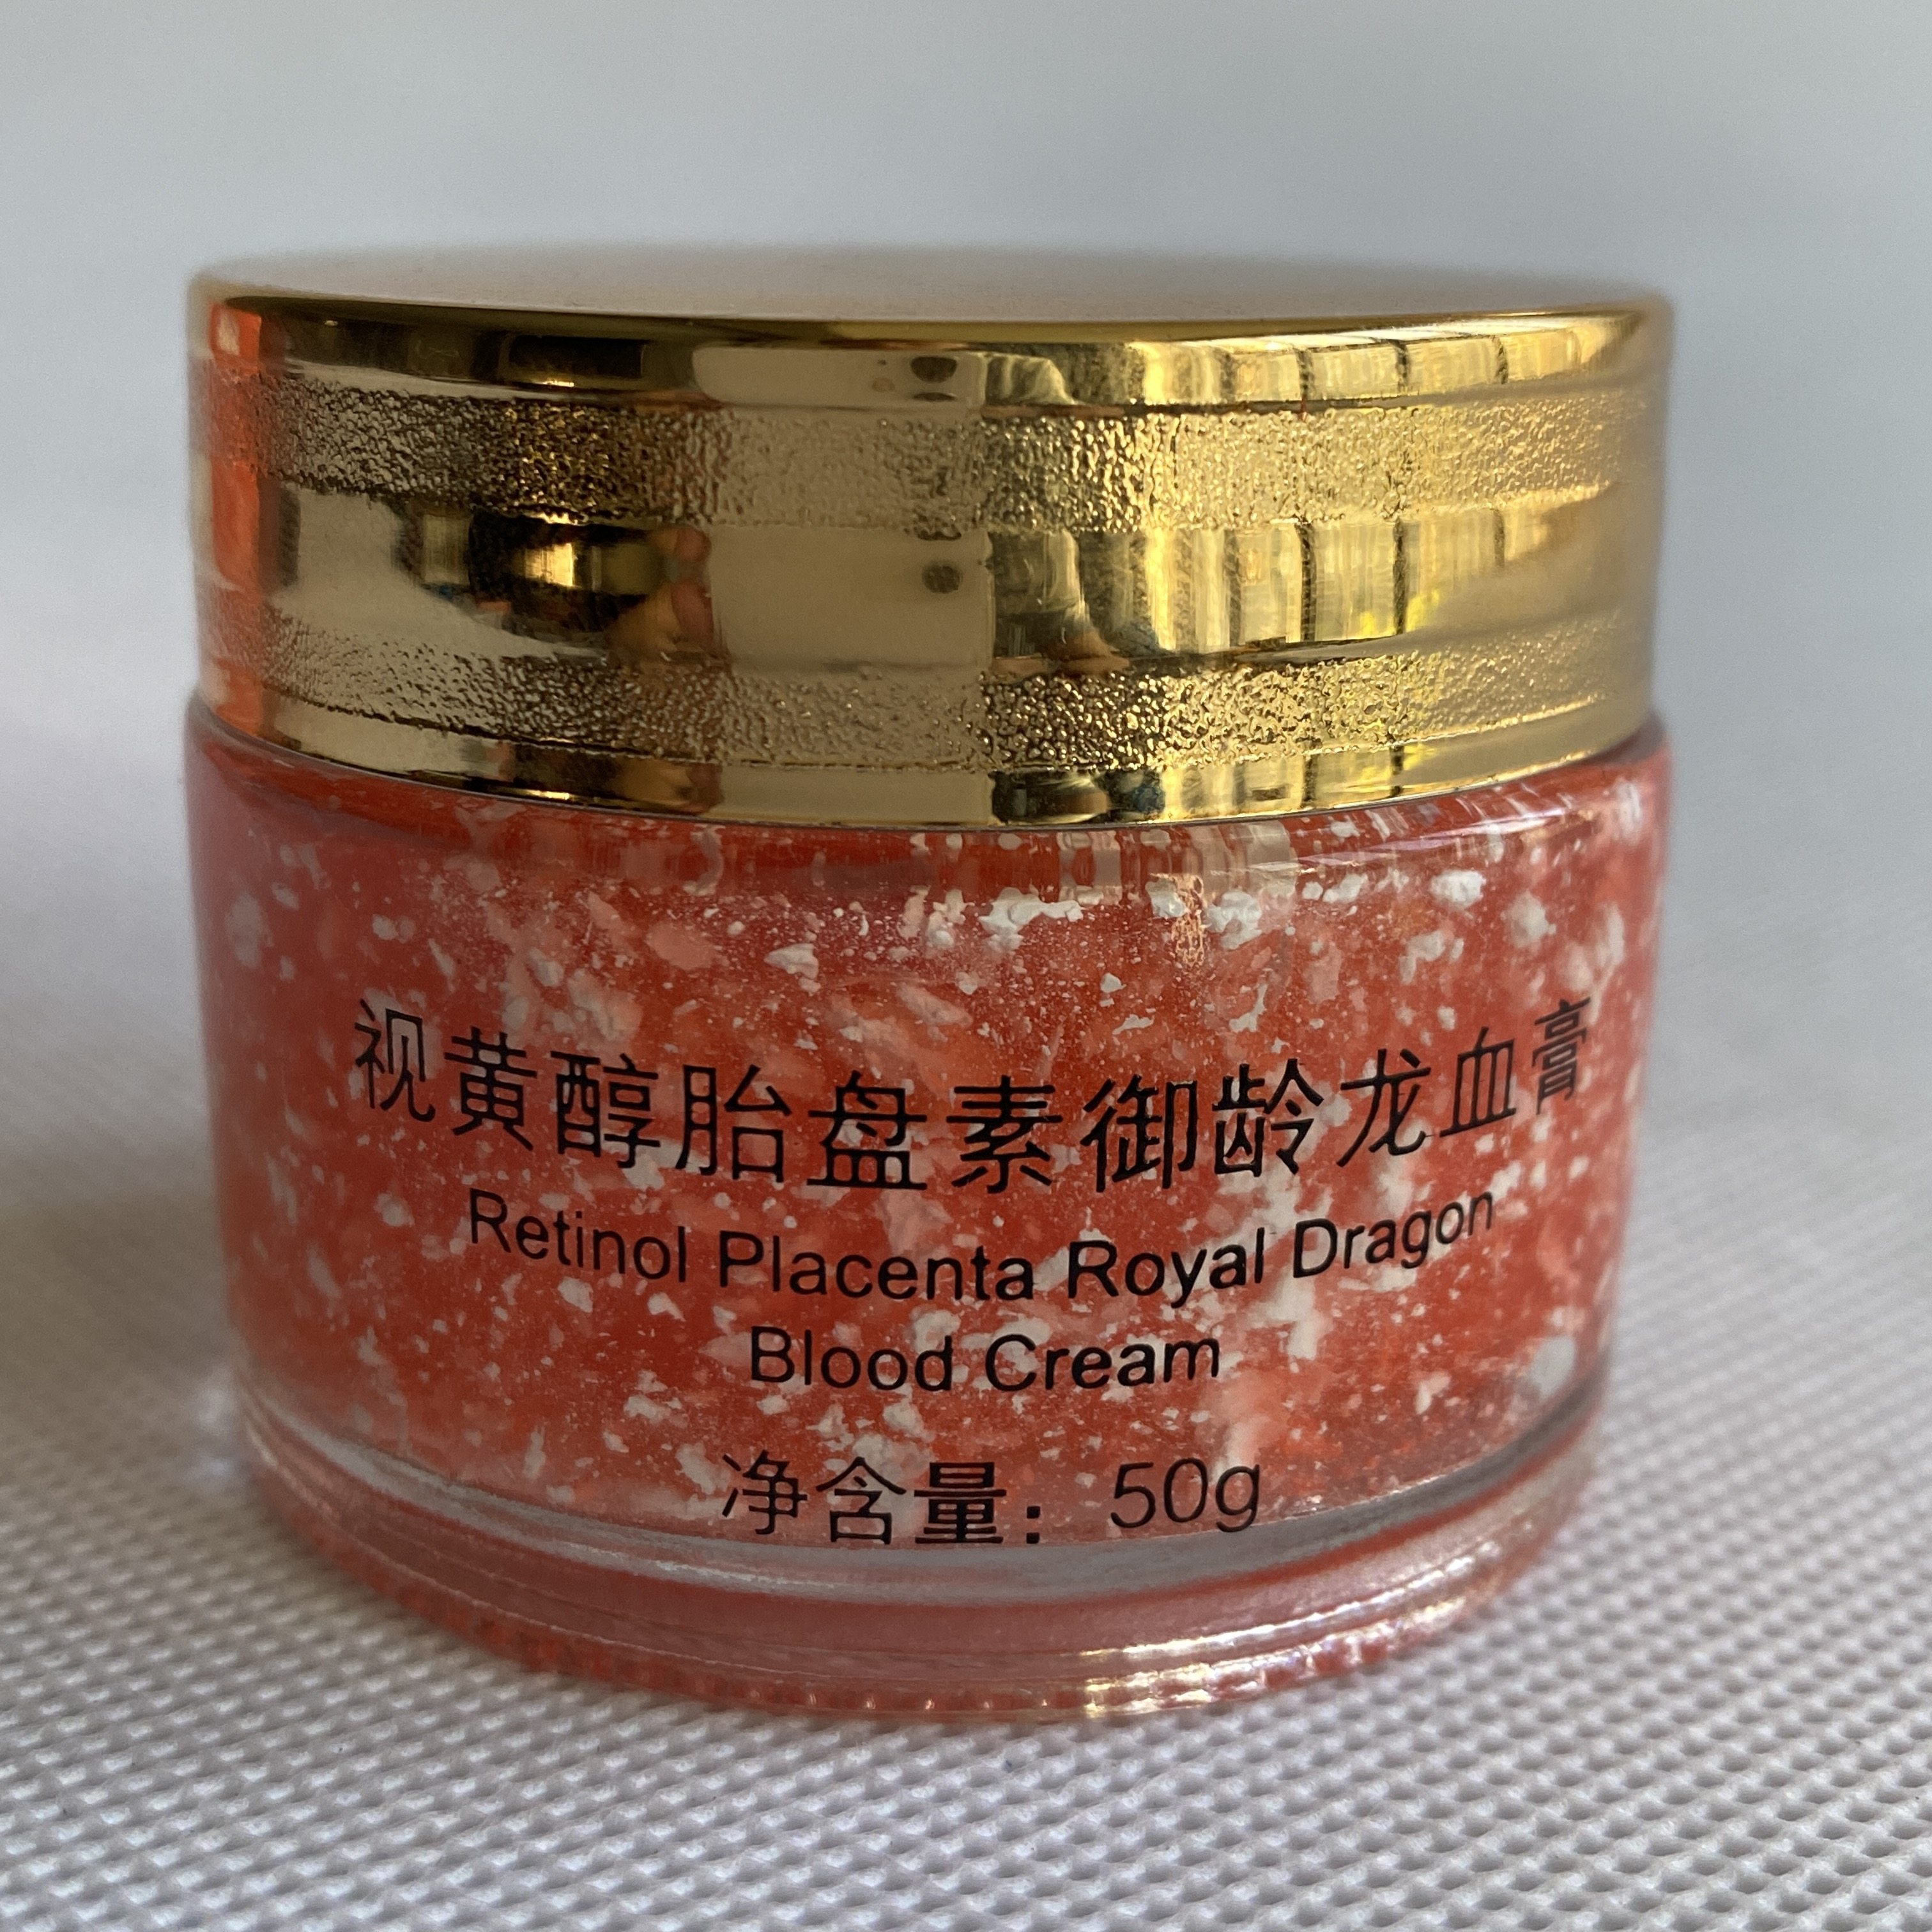 视黄醇胎盘素御龄龙血膏
Retinol Placenta Royal Dragon
Blood Cream
净含量：50g